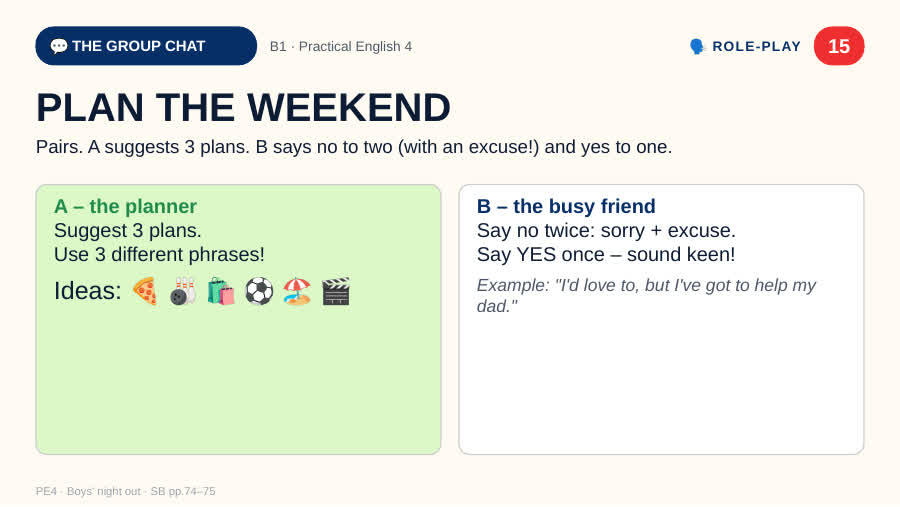 💬 THE GROUP CHAT
B1 · Practical English 4
🗣️ ROLE-PLAY
15
PLAN THE WEEKEND
Pairs. A suggests 3 plans. B says no to two (with an excuse!) and yes to one.
A – the planner
Suggest 3 plans.
Use 3 different phrases!
Ideas: 🍕 🎳 🛍️ ⚽ 🏖️ 🎬
B – the busy friend
Say no twice: sorry + excuse.
Say YES once – sound keen!
Example: "I'd love to, but I've got to help my
dad."
PE4 · Boys' night out · SB pp.74–75